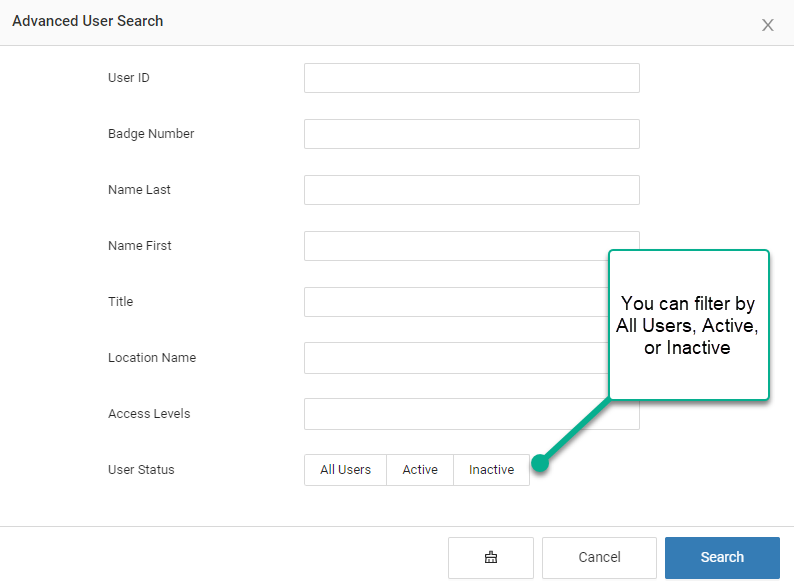 Advanced User Search
User ID
Badge Number
Name Last
Name First
Title
Location Name
Access Levels
User Status
All Users Active Inactive
You can filter by
All Users, Active,
or Inactive
Cancel Search